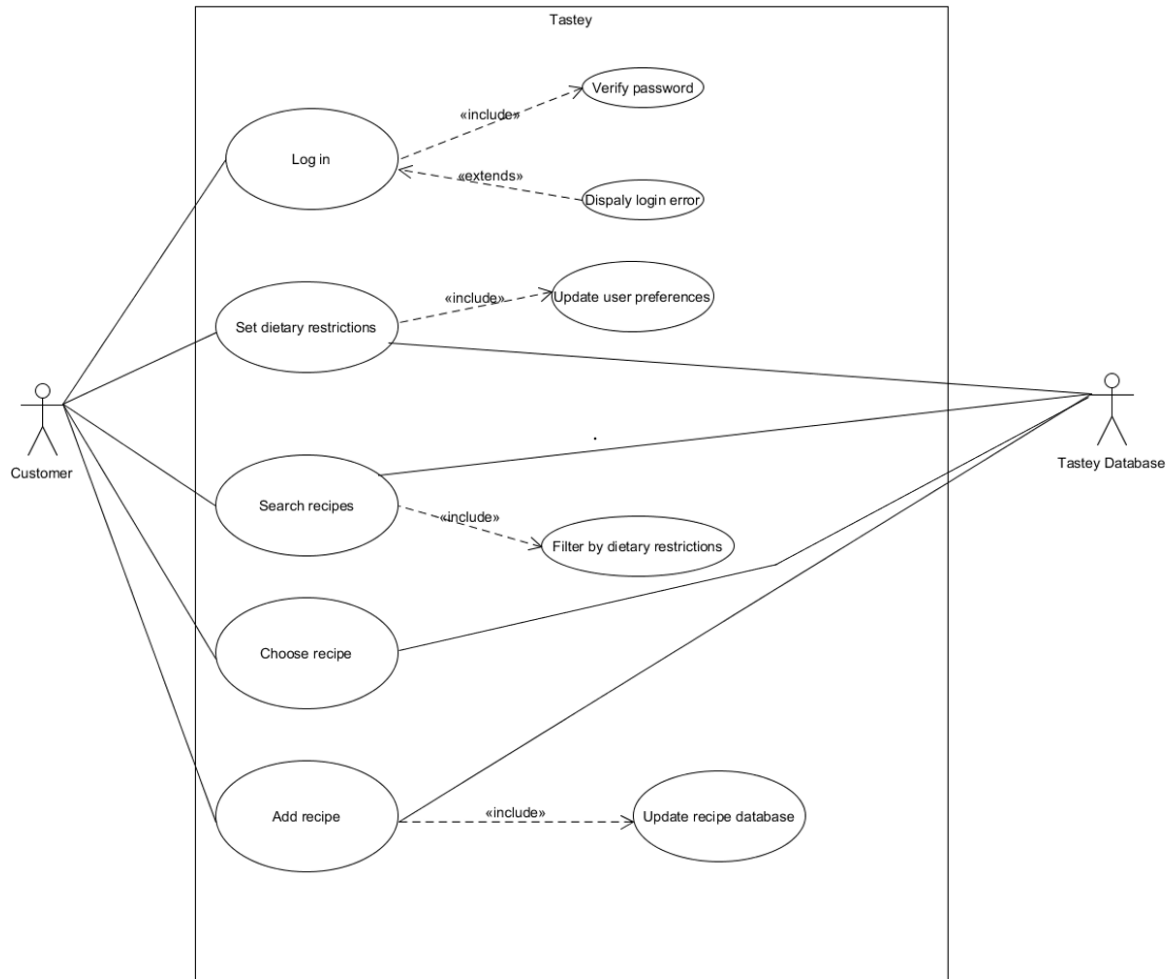 Tastey
Verify password
«include»
Log in
«extends»
Dispaly login error
Update user preferences
«include»
Set dietary restrictions
Customer
Tastey Database
Search recipes
«include»
Filter by dietary restrictions
Choose recipe
Add recipe
«include»
Update recipe database